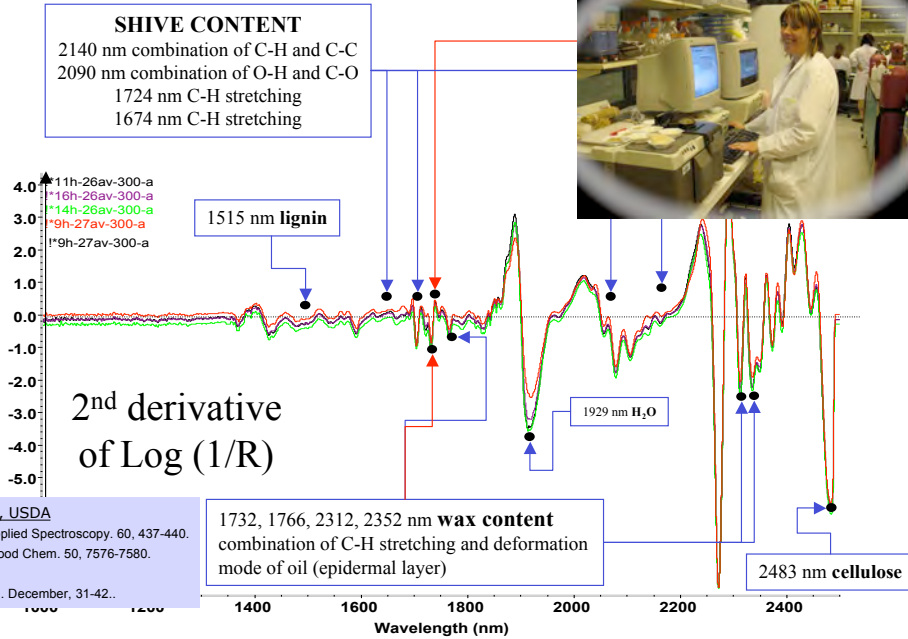 SHIVE CONTENT
2140 nm combination of C-H and C-C
2090 nm combination of O-H and C-O
1724 nm C-H stretching
1674 nm C-H stretching
4.0
3.0
2.0
1.0
0.0
-1.0
-2.0
-3.0
-4.0
-5.0
!*11h-26av-300-a
!*16h-26av-300-a
!*14h-26av-300-a
!*9h-27av-300-a
!*9h-27av-300-a
1515 nm lignin
2nd derivative
of Log (1/R)
1929 nm H2O
, USDA
plied Spectroscopy. 60, 437-440.
ood Chem. 50, 7576-7580.
. December, 31-42..
1732, 1766, 2312, 2352 nm wax content
combination of C-H stretching and deformation
mode of oil (epidermal layer)
2483 nm cellulose
1000 1200 1400 1600 1800 2000 2200 2400
Wavelength (nm)